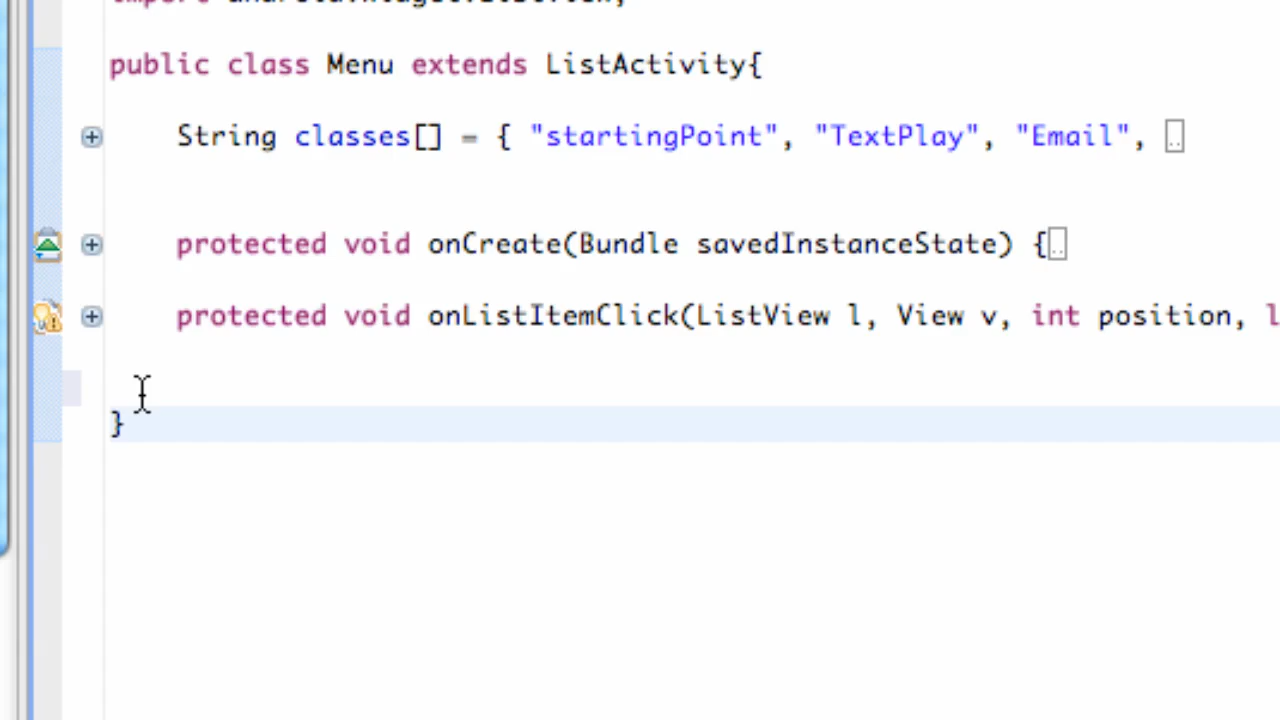 import
public class Menu extends ListActivity{
String classes[] = { "startingPoint", "TextPlay", "Email", ..
protected void onCreate(Bundle savedInstanceState) {..
protected void onListItemClick(ListView l, View v, int position, l
}